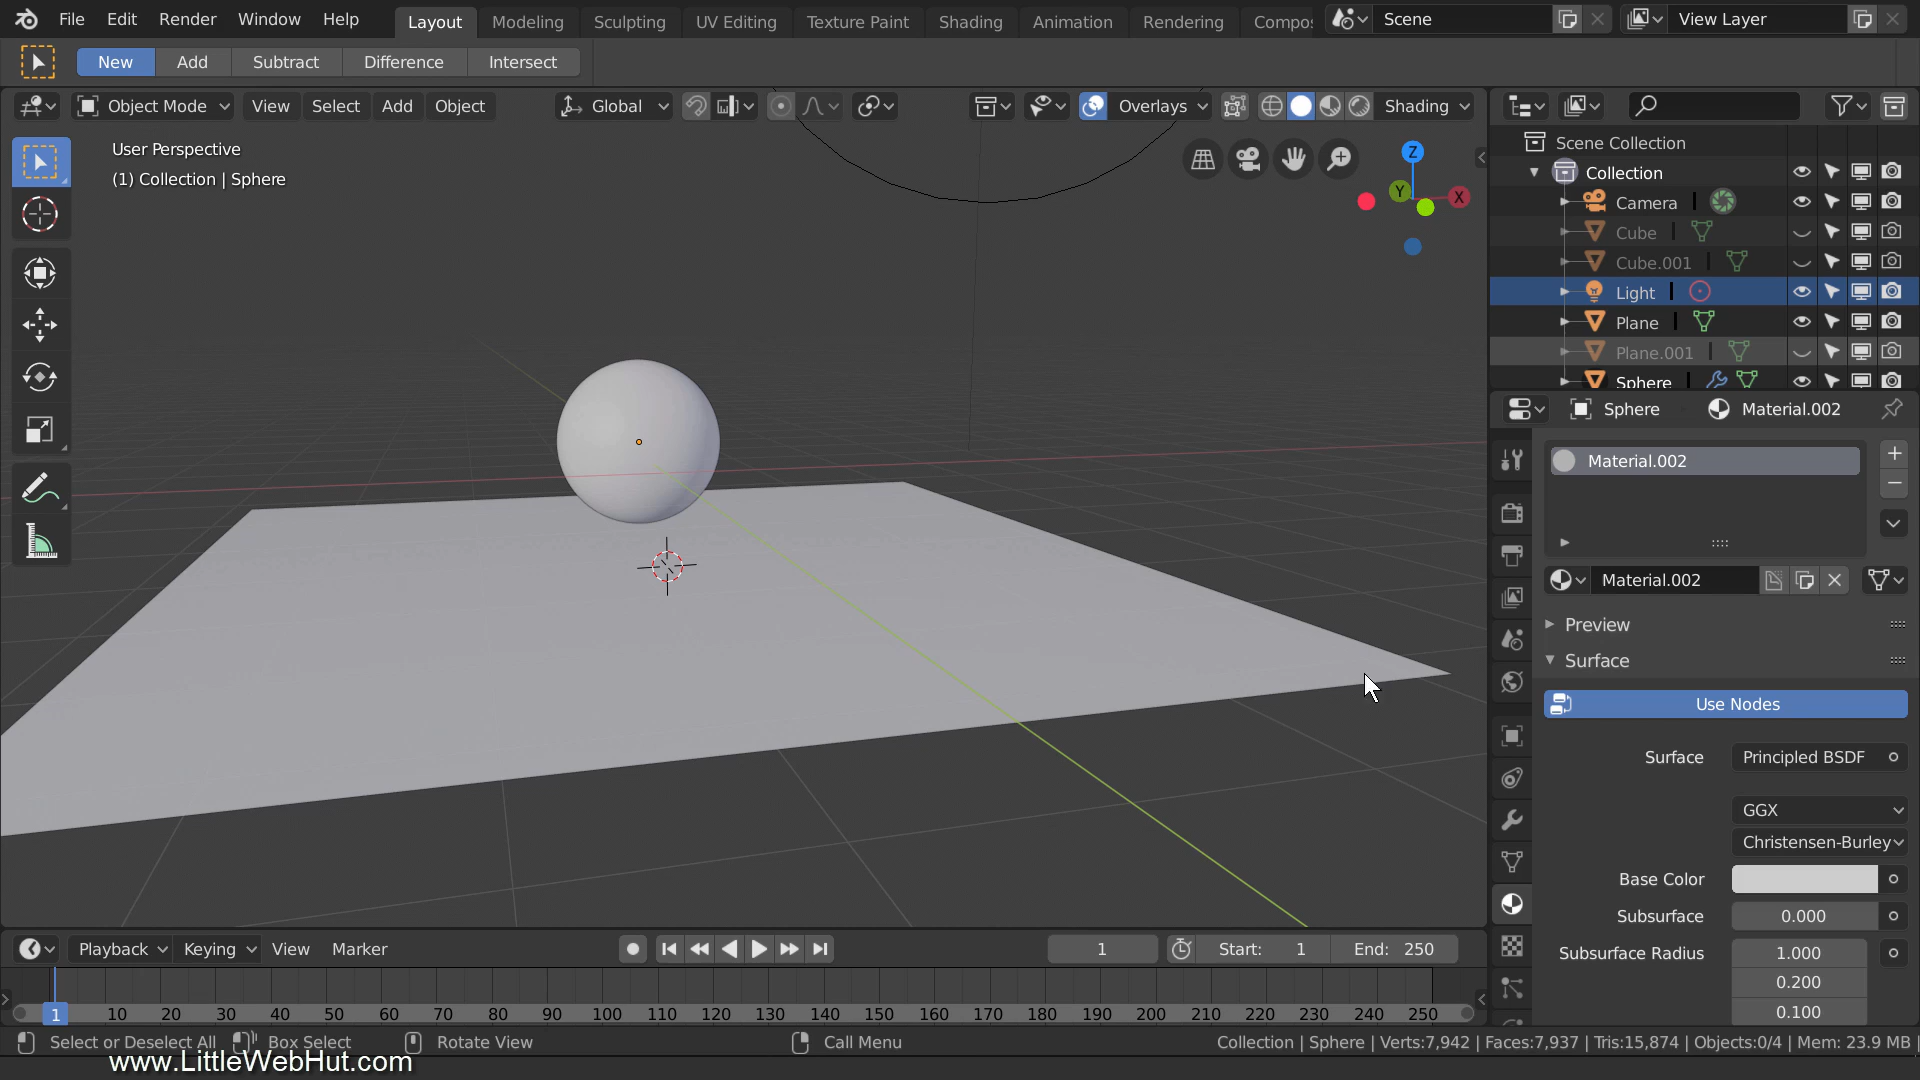 File Edit Render Window Help Layout Modeling Sculpting UV Editing Texture Paint Shading Animation Rendering Compos Scene View Layer
New Add Subtract Difference Intersect
Object Mode View Select Add Object Global Overlays Shading
User Perspective
(1) Collection | Sphere
Z
Y
X
Scene Collection
Collection
Camera
Cube
Cube.001
Light
Plane
Plane.001
Sphere
Sphere Material.002
Material.002
Material.002
Preview
Surface
Use Nodes
Surface Principled BSDF
GGX
Christensen-Burley
Base Color
Subsurface 0.000
Subsurface Radius 1.000
0.200
0.100
Playback Keying View Marker 1 Start: 1 End: 250
1 10 20 30 40 50 60 70 80 90 100 110 120 130 140 150 160 170 180 190 200 210 220 230 240 250
Select or Deselect All Box Select Rotate View Call Menu Collection | Sphere | Verts:7,942 | Faces:7,937 | Tris:15,874 | Objects:0/4 | Mem: 23.9 MB
www.LittleWebHut.com